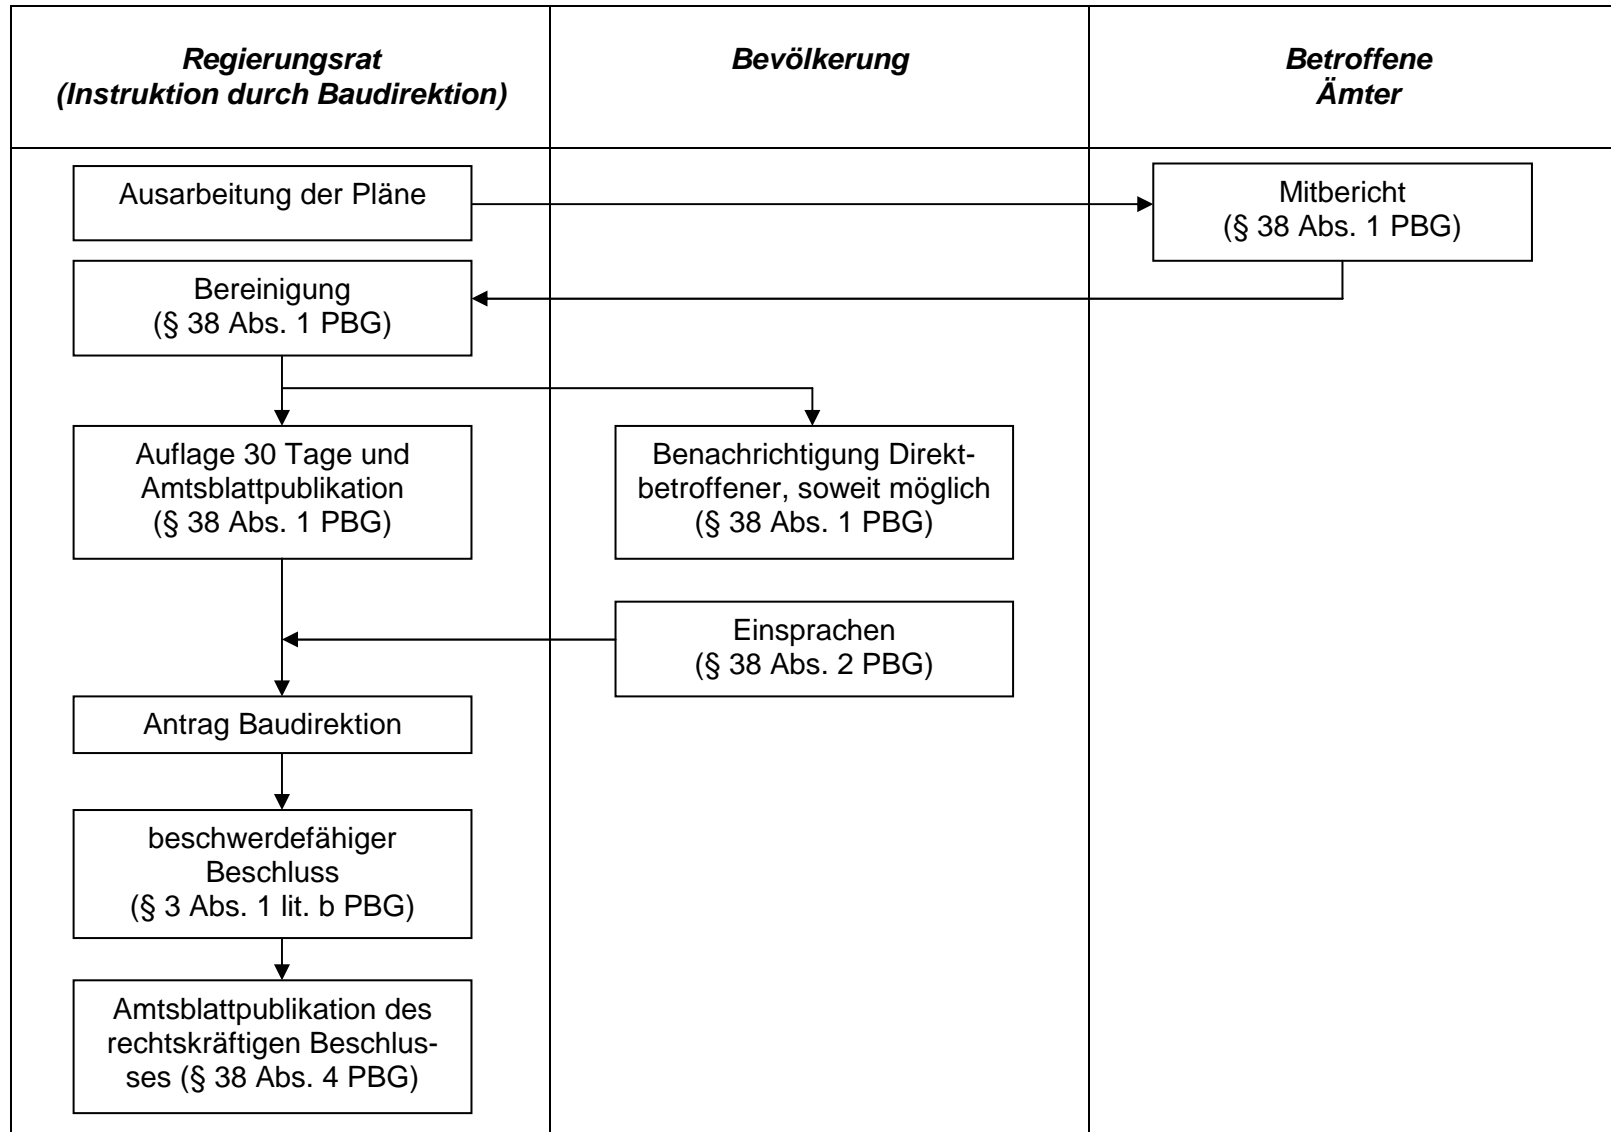 Regierungsrat
(Instruktion durch Baudirektion)
Bevölkerung
Betroffene
Ämter
Ausarbeitung der Pläne
Mitbericht
(§ 38 Abs. 1 PBG)
Bereinigung
(§ 38 Abs. 1 PBG)
Auflage 30 Tage und
Amtsblattpublikation
(§ 38 Abs. 1 PBG)
Benachrichtigung Direkt-
betroffener, soweit möglich
(§ 38 Abs. 1 PBG)
Einsprachen
(§ 38 Abs. 2 PBG)
Antrag Baudirektion
beschwerdefähiger
Beschluss
(§ 3 Abs. 1 lit. b PBG)
Amtsblattpublikation des
rechtskräftigen Beschlus-
ses (§ 38 Abs. 4 PBG)